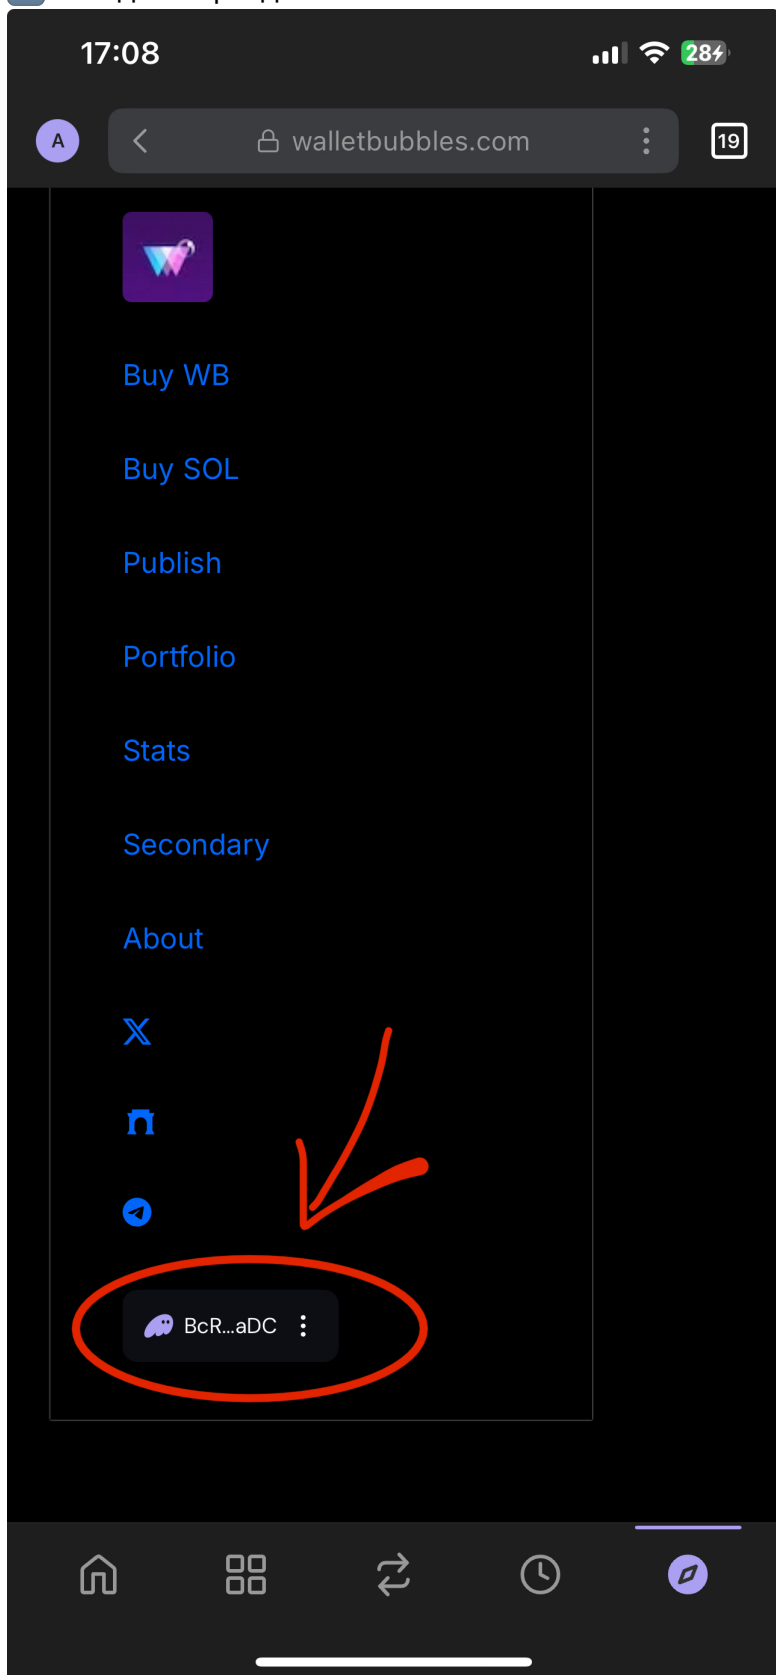 17:08
28
A
walletbubbles.com
19
Buy WB
Buy SOL
Publish
Portfolio
Stats
Secondary
About
BcR...aDC